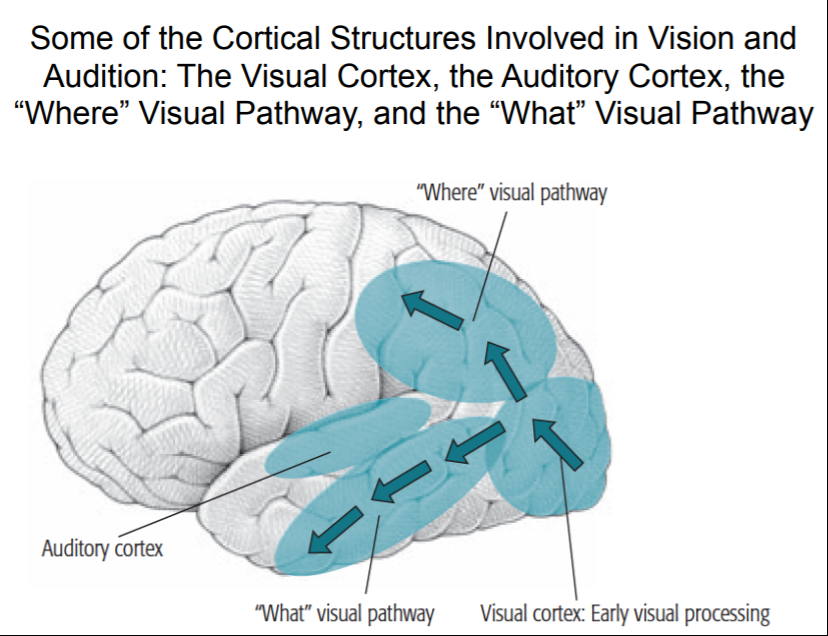 Some of the Cortical Structures Involved in Vision and
Audition: The Visual Cortex, the Auditory Cortex, the
“Where” Visual Pathway, and the “What” Visual Pathway
“Where” visual pathway
Auditory cortex
“What” visual pathway
Visual cortex: Early visual processing